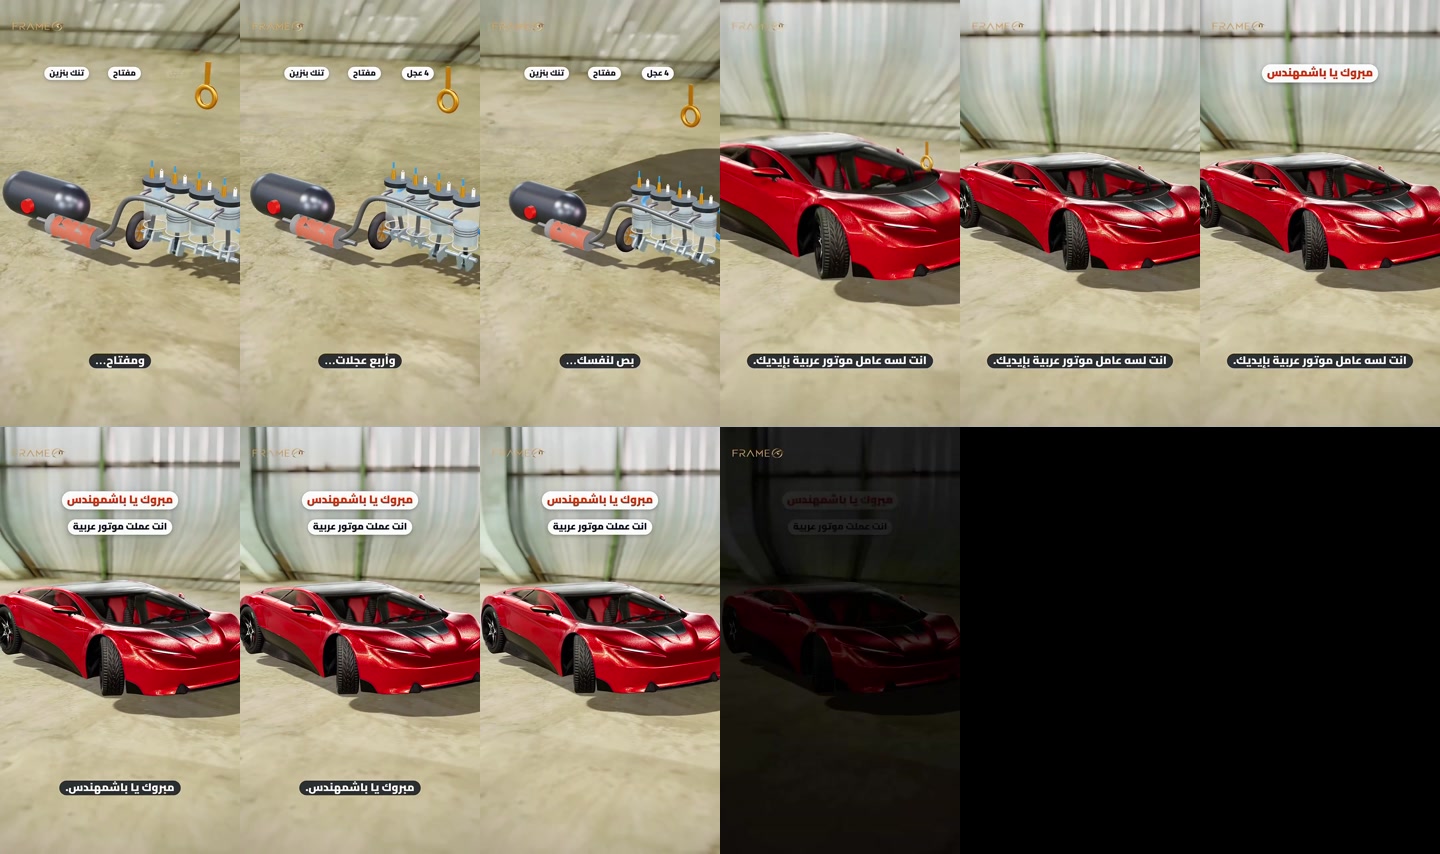 FRAME
تنك بنزين
مفتاح
ومفتاح...
FRAME
تنك بنزين
مفتاح
4 عجل
وأربع عجلات...
FRAME
تنك بنزين
مفتاح
4 عجل
بص لنفسك...
FRAME
انت لسه عامل موتور عربية بإيديك.
FRAME
انت لسه عامل موتور عربية بإيديك.
FRAME
مبروك يا باشمهندس
انت لسه عامل موتور عربية بإيديك.
FRAME
مبروك يا باشمهندس
انت عملت موتور عربية
مبروك يا باشمهندس.
FRAME
مبروك يا باشمهندس
انت عملت موتور عربية
مبروك يا باشمهندس.
FRAME
مبروك يا باشمهندس
انت عملت موتور عربية
FRAME
مبروك يا باشمهندس
انت عملت موتور عربية